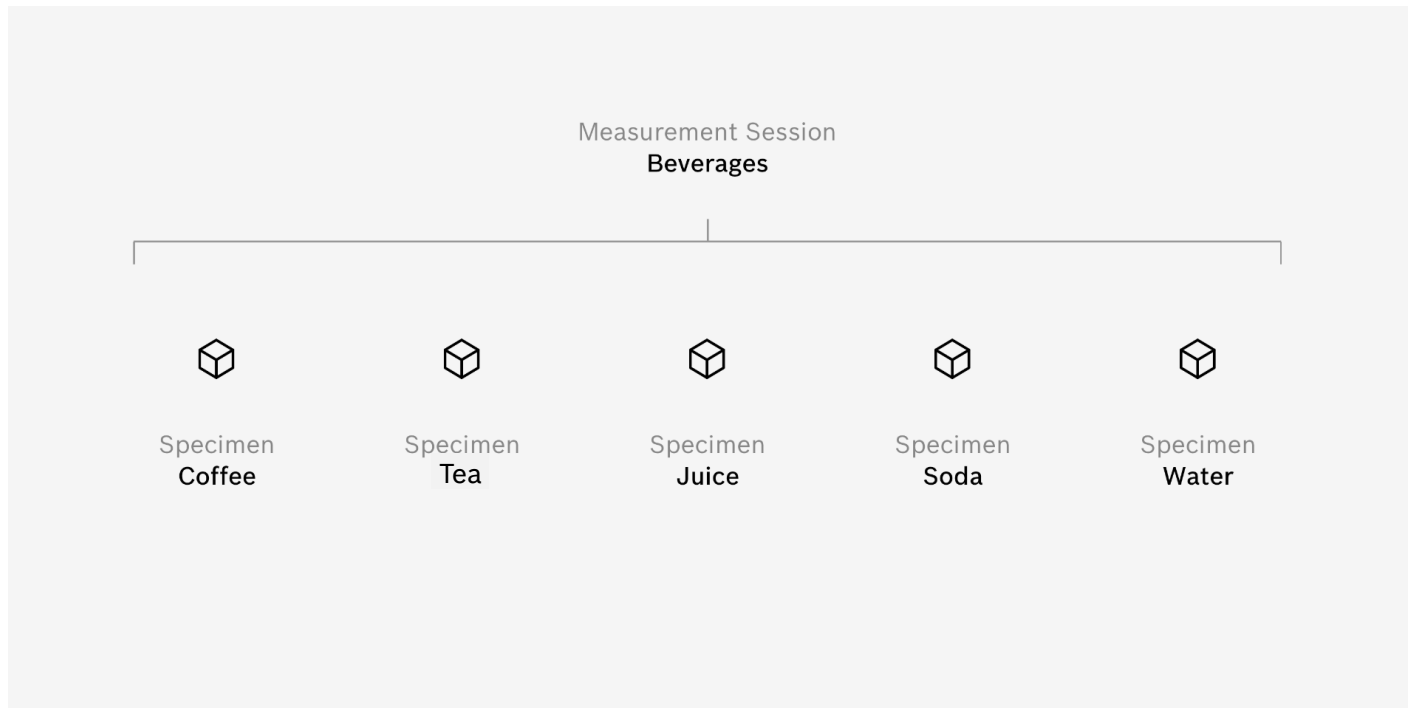 Measurement Session
Beverages
Specimen
Coffee
Specimen
Tea
Specimen
Juice
Specimen
Soda
Specimen
Water